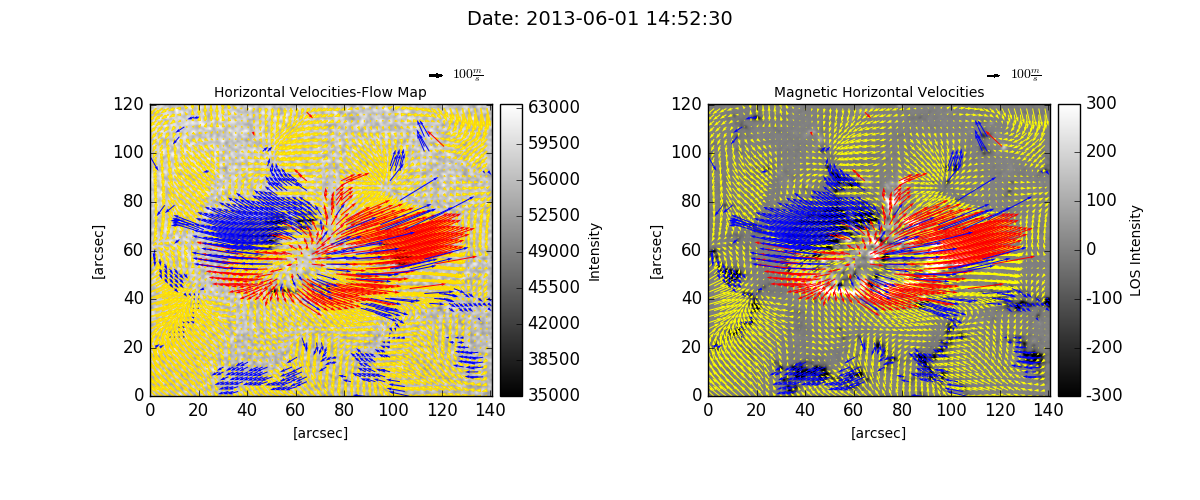 Date: 2013-06-01 14:52:30
100 m/s
100 m/s
Horizontal Velocities-Flow Map
Magnetic Horizontal Velocities
120
100
80
60
40
20
0
[arcsec]
0 20 40 60 80 100 120 140
[arcsec]
63000
59500
56000
52500
49000
45500
42000
38500
35000
Intensity
120
100
80
60
40
20
0
[arcsec]
0 20 40 60 80 100 120 140
[arcsec]
300
200
100
0
-100
-200
-300
LOS Intensity